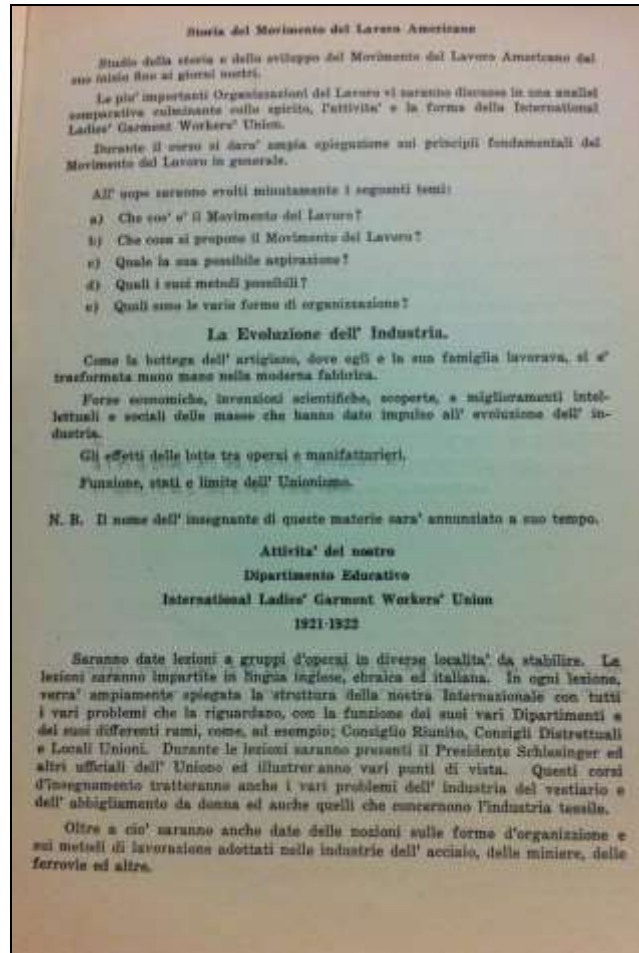 Storia del Movimento del Lavoro Americano
Studio della storia e dello sviluppo del Movimento del Lavoro Americano dal
suo inizio fino ai giorni nostri.
Le piu' importanti Organizzazioni del Lavoro vi saranno discusse in una analisi
comparativa culminante sullo spirito, l'attivita' e la forma della International
Ladies' Garment Workers' Union.
Durante il corso si dara' ampia spiegazione sui principii fondamentali del
Movimento del Lavoro in generale.
All' uopo saranno svolti minutamente i seguenti temi:
a) Che cos' e' il Movimento del Lavoro?
b) Che cosa si propone il Movimento del Lavoro?
c) Quale la sua possibile aspirazione?
d) Quali i suoi metodi possibili?
e) Quali sono le varie forme di organizzazione?
La Evoluzione dell' Industria.
Come la bottega dell' artigiano, dove egli e la sua famiglia lavorava, si e'
trasformata mano mano nella moderna fabbrica.
Forze economiche, invenzioni scientifiche, scoperte, e miglioramenti intel-
lettuali e sociali delle masse che hanno dato impulso all' evoluzione dell' in-
dustria.
Gli effetti delle lotte tra operai e manifatturieri.
Funzione, stati e limite dell' Unionismo.
N. B. Il nome dell' insegnante di queste materie sara' annunziato a suo tempo.
Attivita' del nostro
Dipartimento Educativo
International Ladies' Garment Workers' Union
1921-1922
Saranno date lezioni a gruppi d'operai in diverse localita' da stabilire. Le
lezioni saranno impartite in lingua inglese, ebraica ed italiana. In ogni lezione,
verra' ampiamente spiegata la struttura della nostra Internazionale con tutti
i vari problemi che la riguardano, con la funzione dei suoi vari Dipartimenti e
dei suoi differenti rami, come, ad esempio; Consiglio Riunito, Consigli Distrettuali
e Locali Unioni. Durante le lezioni saranno presenti il Presidente Schlesinger ed
altri ufficiali dell' Unione ed illustreranno vari punti di vista. Questi corsi
d'insegnamento tratteranno anche i vari problemi dell' industria del vestiario e
dell' abbigliamento da donna ed anche quelli che concernono l'industria tessile.
Oltre a cio' saranno anche date delle nozioni sulle forme d'organizzione e
sui metodi di lavorazione adottati nelle industrie dell' acciaio, delle miniere, delle
ferrovie ed altre.